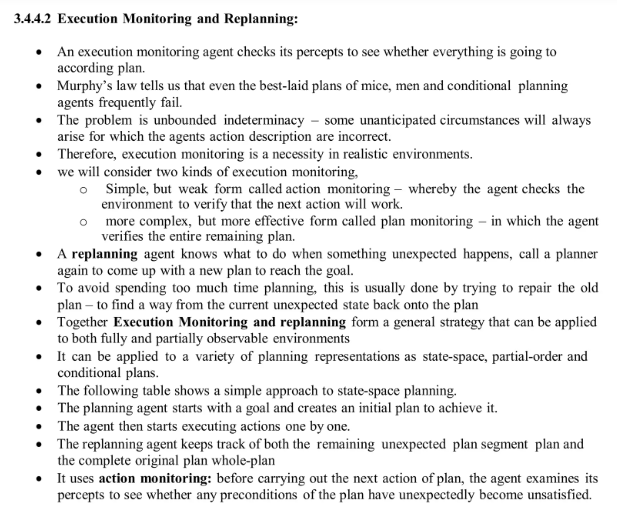 3.4.4.2 Execution Monitoring and Replanning:
• An execution monitoring agent checks its percepts to see whether everything is going to
according plan.
• Murphy's law tells us that even the best-laid plans of mice, men and conditional planning
agents frequently fail.
• The problem is unbounded indeterminacy – some unanticipated circumstances will always
arise for which the agents action description are incorrect.
• Therefore, execution monitoring is a necessity in realistic environments.
• we will consider two kinds of execution monitoring,
o Simple, but weak form called action monitoring – whereby the agent checks the
environment to verify that the next action will work.
o more complex, but more effective form called plan monitoring – in which the agent
verifies the entire remaining plan.
• A replanning agent knows what to do when something unexpected happens, call a planner
again to come up with a new plan to reach the goal.
• To avoid spending too much time planning, this is usually done by trying to repair the old
plan – to find a way from the current unexpected state back onto the plan
• Together Execution Monitoring and replanning form a general strategy that can be applied
to both fully and partially observable environments
• It can be applied to a variety of planning representations as state-space, partial-order and
conditional plans.
• The following table shows a simple approach to state-space planning.
• The planning agent starts with a goal and creates an initial plan to achieve it.
• The agent then starts executing actions one by one.
• The replanning agent keeps track of both the remaining unexpected plan segment plan and
the complete original plan whole-plan
• It uses action monitoring: before carrying out the next action of plan, the agent examines its
percepts to see whether any preconditions of the plan have unexpectedly become unsatisfied.